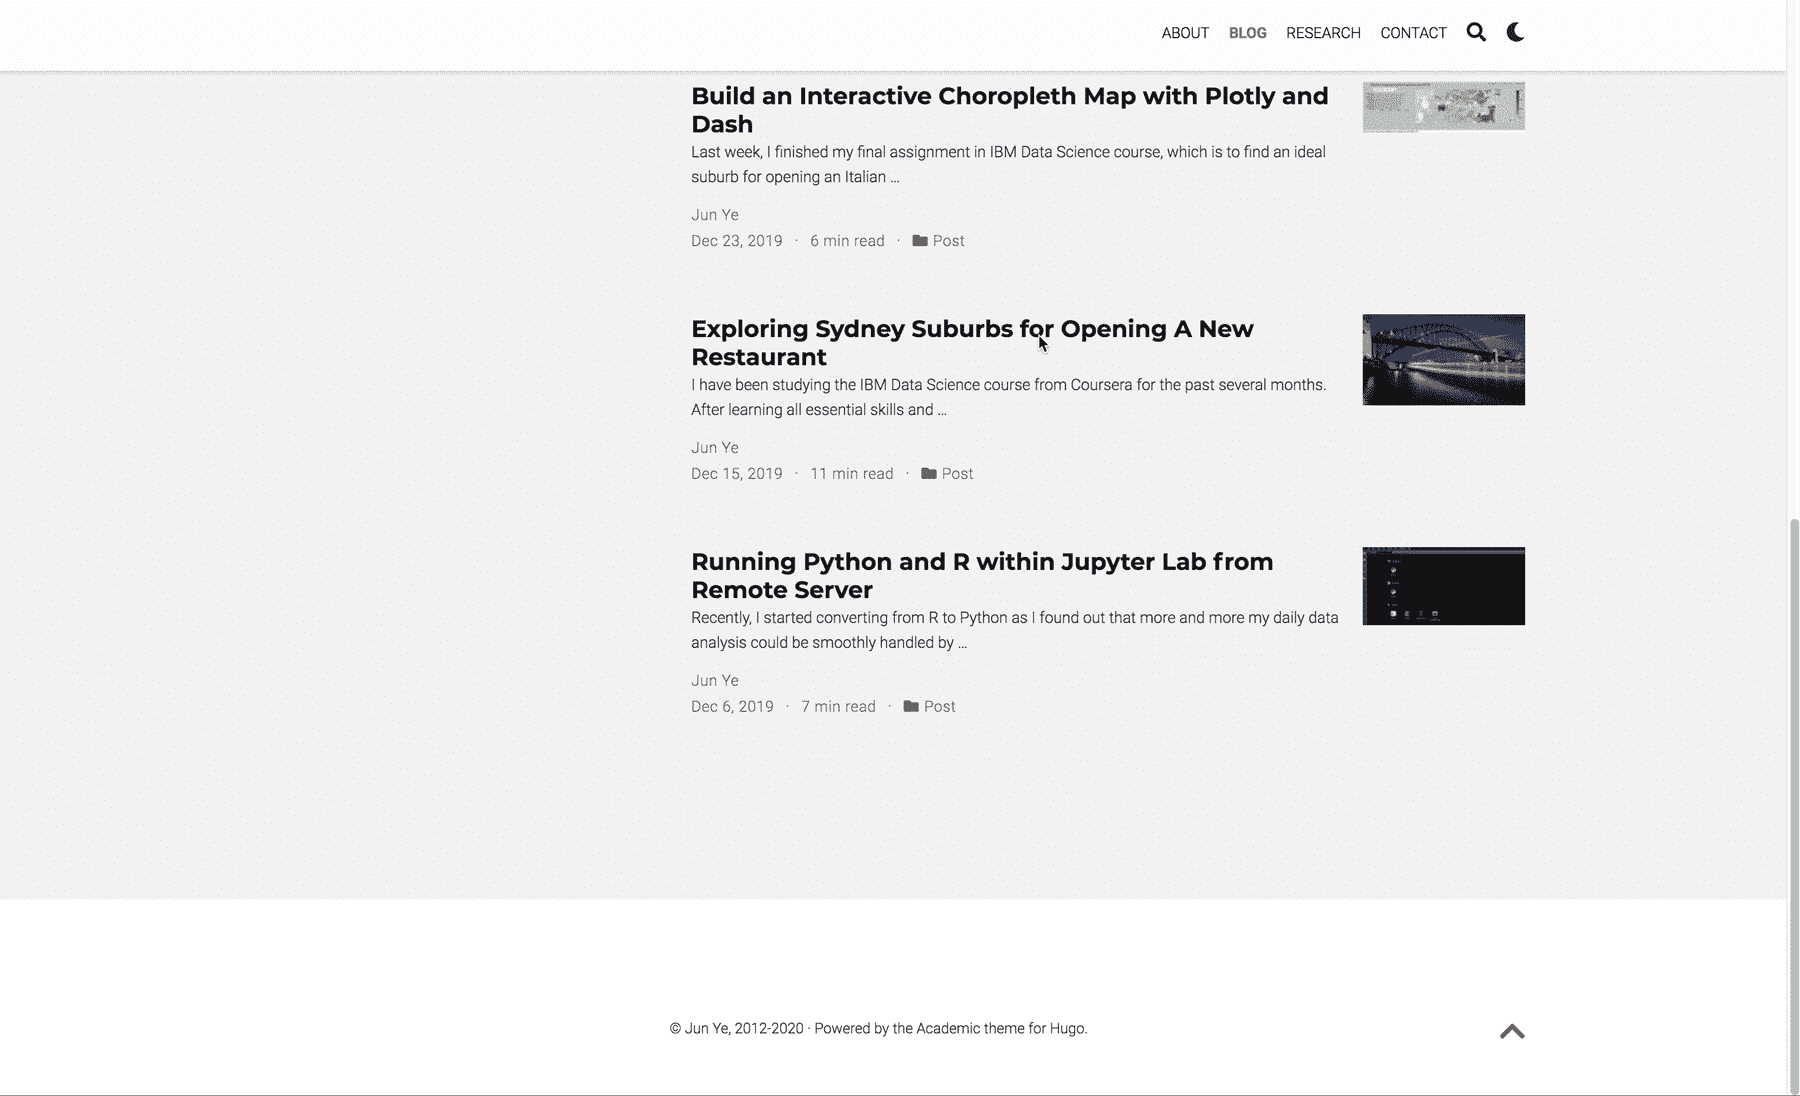 ABOUT BLOG RESEARCH CONTACT
Build an Interactive Choropleth Map with Plotly and
Dash
Last week, I finished my final assignment in IBM Data Science course, which is to find an ideal
suburb for opening an Italian ...
Jun Ye
Dec 23, 2019 · 6 min read · Post
Exploring Sydney Suburbs for Opening A New
Restaurant
I have been studying the IBM Data Science course from Coursera for the past several months.
After learning all essential skills and ...
Jun Ye
Dec 15, 2019 · 11 min read · Post
Running Python and R within Jupyter Lab from
Remote Server
Recently, I started converting from R to Python as I found out that more and more my daily data
analysis could be smoothly handled by ...
Jun Ye
Dec 6, 2019 · 7 min read · Post
© Jun Ye, 2012-2020 · Powered by the Academic theme for Hugo.